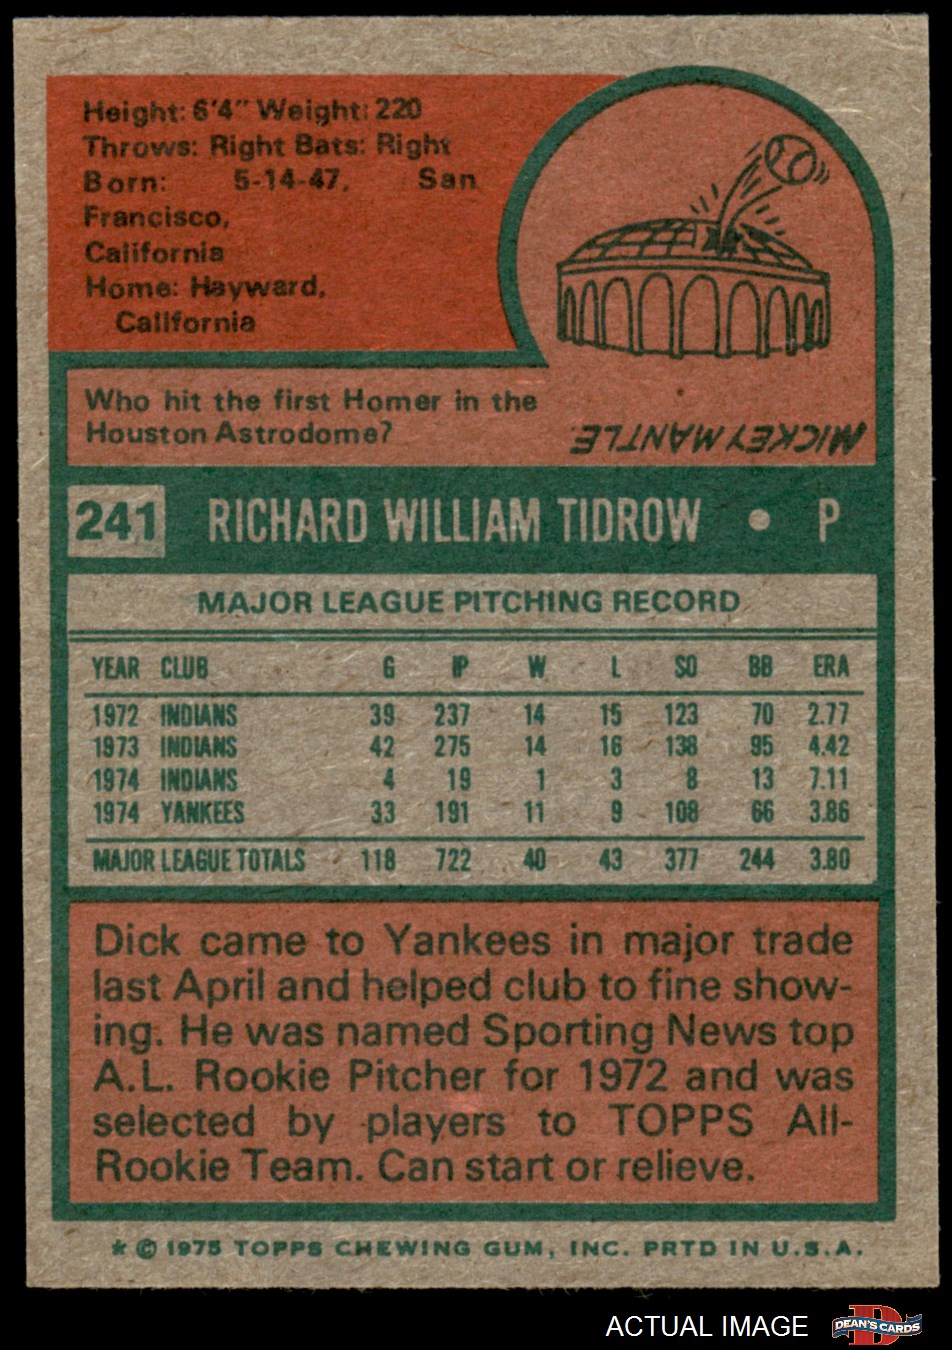 Height: 6'4" Weight: 220
Throws: Right Bats: Right
Born: 5-14-47, San
Francisco,
California
Home: Hayward,
California
Who hit the first Homer in the
Houston Astrodome?
MICKEY MANTLE.
241 RICHARD WILLIAM TIDROW • P
MAJOR LEAGUE PITCHING RECORD
YEAR CLUB G IP W L SO BB ERA
1972 INDIANS 39 237 14 15 123 70 2.77
1973 INDIANS 42 275 14 16 138 95 4.42
1974 INDIANS 4 19 1 3 8 13 7.11
1974 YANKEES 33 191 11 9 108 66 3.86
MAJOR LEAGUE TOTALS 118 722 40 43 377 244 3.80
Dick came to Yankees in major trade
last April and helped club to fine show-
ing. He was named Sporting News top
A.L. Rookie Pitcher for 1972 and was
selected by players to TOPPS All-
Rookie Team. Can start or relieve.
* © 1975 TOPPS CHEWING GUM, INC. PRTD IN U.S.A.
ACTUAL IMAGE
D
DEAN'S CARDS